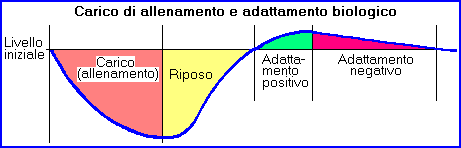 Carico di allenamento e adattamento biologico
Livello
iniziale
Carico
(allenamento)
Riposo
Adatta-
mento
positivo
Adattamento
negativo